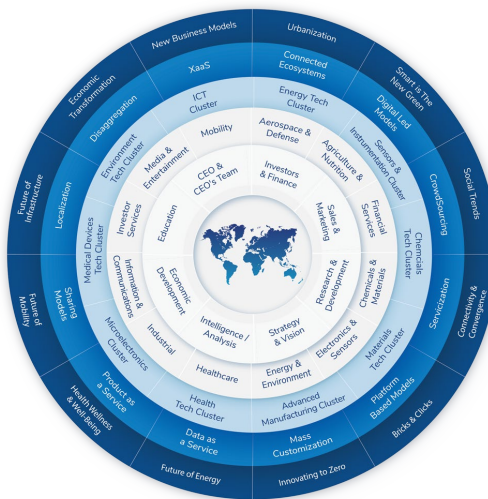 New Business Models
Urbanization
Smart is The
New Green
Social Trends
Connectivity &
Convergence
Bricks & Clicks
Innovating to Zero
Future of Energy
Health Wellness
& Well-Being
Future of
Mobility
Future of
Infrastructure
Economic
Transformation
XaaS
Connected
Ecosystems
Digital Led
Models
CrowdSourcing
Servicization
Platform
Based Models
Mass
Customization
Data as
a Service
Product as
a Service
Sharing
Models
Localization
Disaggregation
ICT
Cluster
Energy Tech
Cluster
Sensors &
Instrumentation Cluster
Chemcials
Tech Cluster
Materials
Tech Cluster
Advanced
Manufacturing Cluster
Health
Tech Cluster
Microelectronics
Cluster
Medical Devices
Tech Cluster
Environment
Tech Cluster
Mobility
Aerospace &
Defense
Agriculture &
Nutrition
Financial
Services
Chemicals &
Materials
Electronics &
Sensors
Energy &
Environment
Healthcare
Industrial
Information &
Communications
Investor
Services
Media &
Entertainment
CEO &
CEO's Team
Investors
& Finance
Sales &
Marketing
Research &
Development
Strategy
& Vision
Intelligence /
Analysis
Economic
Development
Education